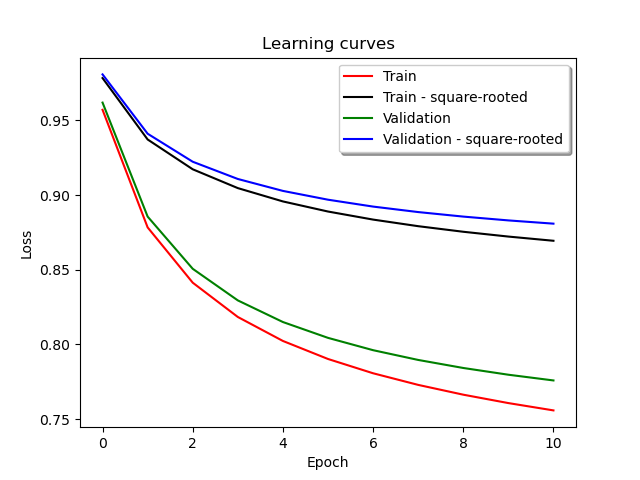 Learning curves
Train
Train - square-rooted
Validation
Validation - square-rooted
Loss
0.95
0.90
0.85
0.80
0.75
0 2 4 6 8 10
Epoch